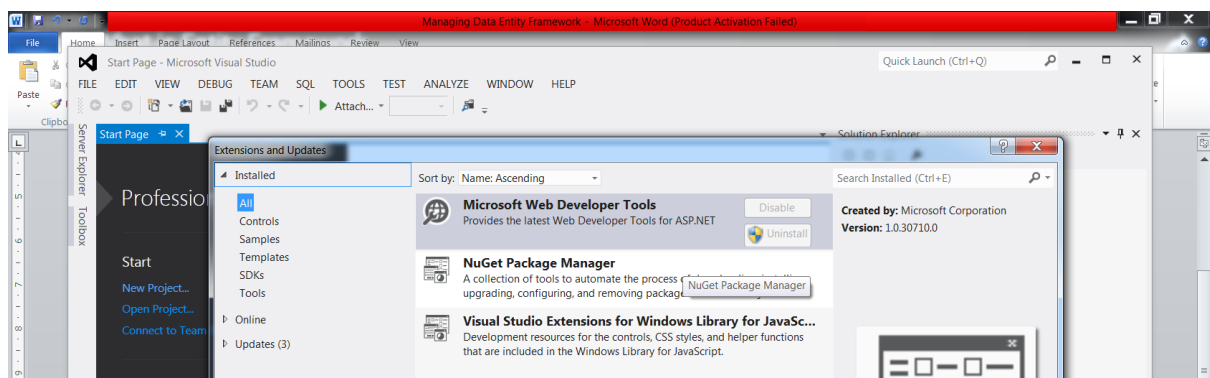 Managing Data Entity Framework - Microsoft Word (Product Activation Failed)
File Home Insert Page Layout References Mailings Review View
Start Page - Microsoft Visual Studio
Quick Launch (Ctrl+Q)
FILE EDIT VIEW DEBUG TEAM SQL TOOLS TEST ANALYZE WINDOW HELP
Paste
Attach...
Server Explorer
Toolbox
Start Page
Solution Explorer
Extensions and Updates
Installed
Sort by: Name: Ascending
Search Installed (Ctrl+E)
All
Controls
Samples
Templates
SDKs
Tools
Online
Updates (3)
Microsoft Web Developer Tools
Provides the latest Web Developer Tools for ASP.NET
Disable
Uninstall
NuGet Package Manager
A collection of tools to automate the process
upgrading, configuring, and removing
NuGet Package Manager
Visual Studio Extensions for Windows Library for JavaSc...
Development resources for the controls, CSS styles, and helper functions
that are included in the Windows Library for JavaScript.
Created by: Microsoft Corporation
Version: 1.0.30710.0
Professio
Start
New Project...
Open Project...
Connect to Team